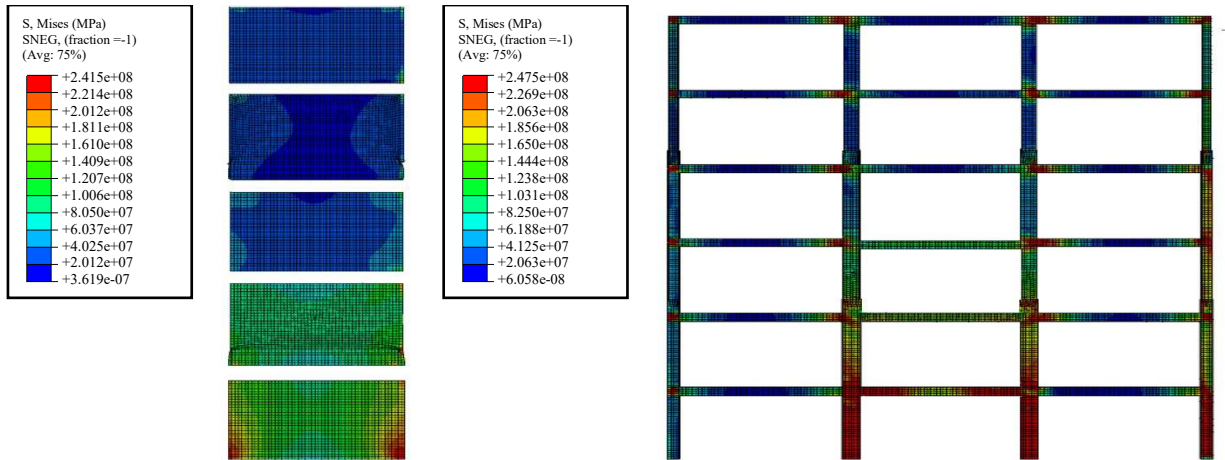 S, Mises (MPa)
SNEG, (fraction =-1)
(Avg: 75%)
+2.415e+08
+2.214e+08
+2.012e+08
+1.811e+08
+1.610e+08
+1.409e+08
+1.207e+08
+1.006e+08
+8.050e+07
+6.037e+07
+4.025e+07
+2.012e+07
+3.619e-07
S, Mises (MPa)
SNEG, (fraction =-1)
(Avg: 75%)
+2.475e+08
+2.269e+08
+2.063e+08
+1.856e+08
+1.650e+08
+1.444e+08
+1.238e+08
+1.031e+08
+8.250e+07
+6.188e+07
+4.125e+07
+2.063e+07
+6.058e-08